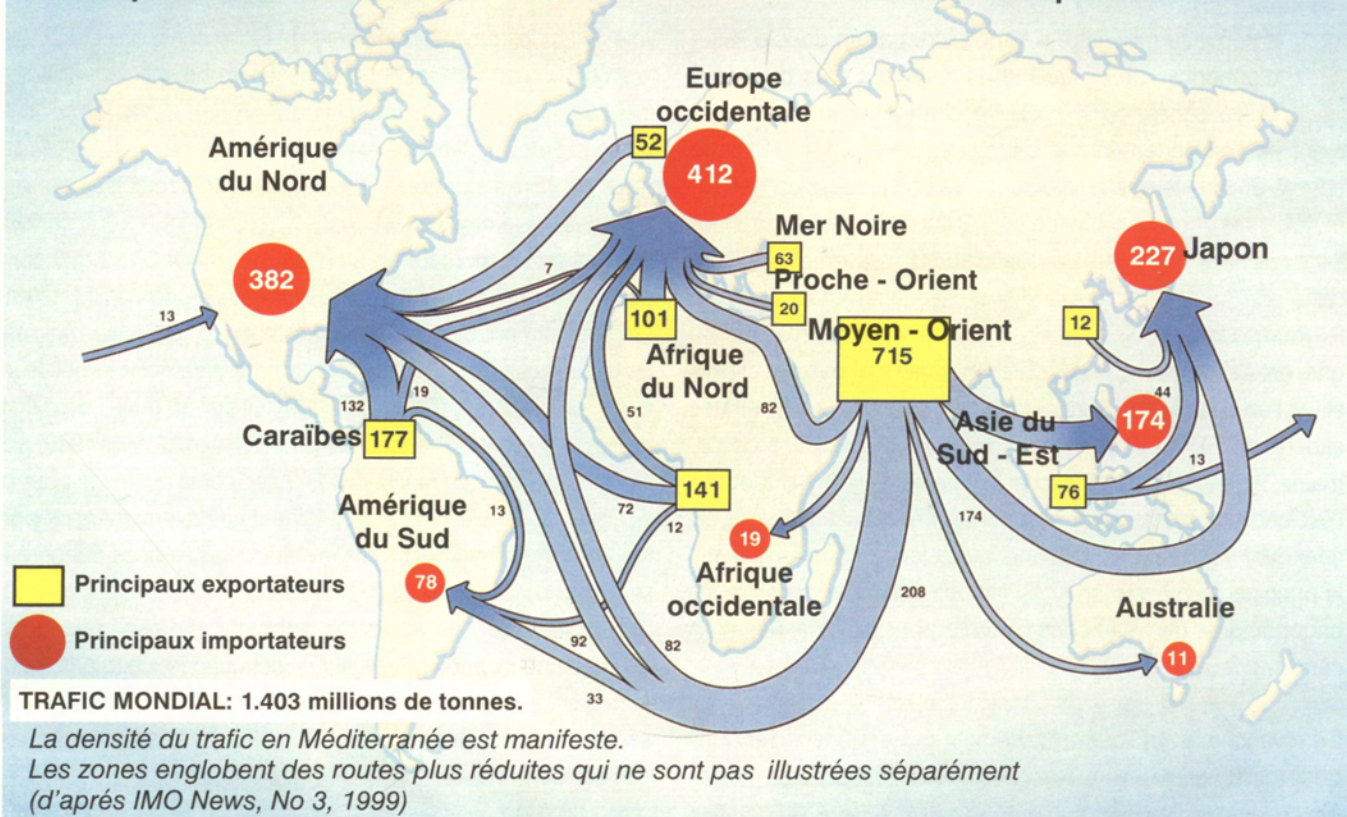 Europe
occidentale
52
412
Amérique
du Nord
382
13
7
Mer Noire
63
Proche - Orient
20
227
Japon
12
Moyen - Orient
715
101
Afrique
du Nord
51
82
132
19
Caraïbes
177
44
174
Asie du
Sud - Est
76
13
141
72
12
13
Amérique
du Sud
78
174
19
Afrique
occidentale
208
Australie
11
92
82
33
33
Principaux exportateurs
Principaux importateurs
TRAFIC MONDIAL: 1.403 millions de tonnes.
La densité du trafic en Méditerranée est manifeste.
Les zones englobent des routes plus réduites qui ne sont pas illustrées séparément
(d'aprés IMO News, No 3, 1999)